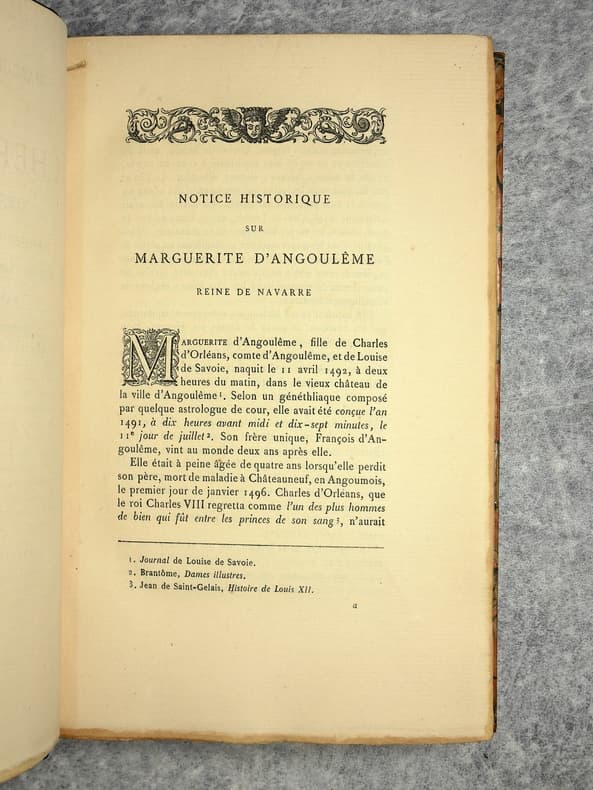 NOTICE HISTORIQUE
SUR
MARGUERITE D'ANGOULÊME
REINE DE NAVARRE
MARGUERITE d'Angoulême, fille de Charles
d'Orléans, comte d'Angoulême, et de Louise
de Savoie, naquit le 11 avril 1492, à deux
heures du matin, dans le vieux château de
la ville d'Angoulême 1. Selon un généthliaque composé
par quelque astrologue de cour, elle avait été conçue l'an
1491, à dix heures avant midi et dix-sept minutes, le
11e jour de juillet 2. Son frère unique, François d'An-
goulême, vint au monde deux ans après elle.
Elle était à peine âgée de quatre ans lorsqu'elle perdit
son père, mort de maladie à Châteauneuf, en Angoumois,
le premier jour de janvier 1496. Charles d'Orléans, que
le roi Charles VIII regretta comme l'un des plus hommes
de bien qui fût entre les princes de son sang 3, n'aurait
1. Journal de Louise de Savoie.
2. Brantôme, Dames illustres.
3. Jean de Saint-Gelais, Histoire de Louis XII.
a